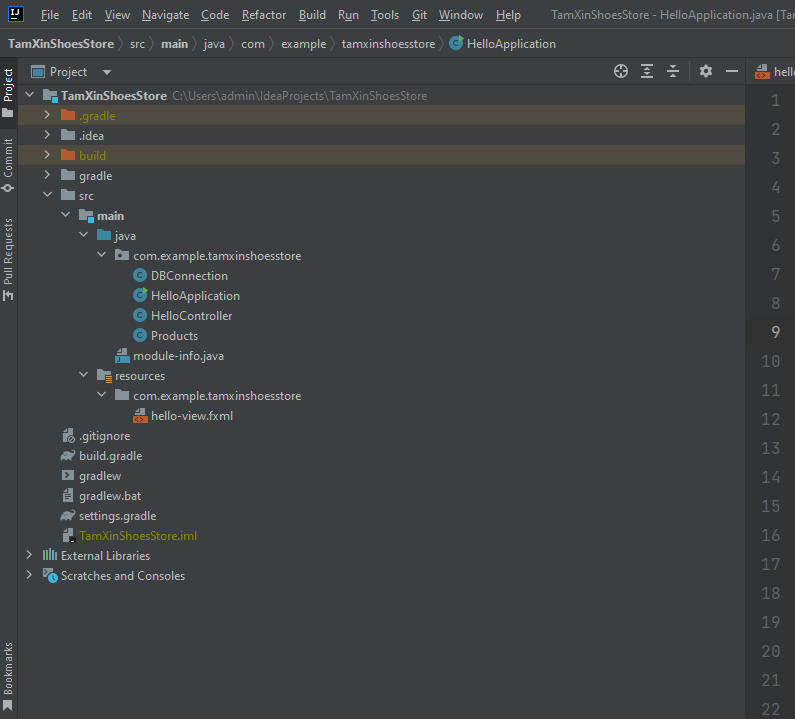 IJ File Edit View Navigate Code Refactor Build Run Tools Git Window Help TamXinShoesStore - HelloApplication.java [Ta
TamXinShoesStore src main java com example tamxinshoesstore HelloApplication
Project
Commit
Pull Requests
Bookmarks
Project
TamXinShoesStore C:\Users\admin\IdeaProjects\TamXinShoesStore
.gradle
.idea
build
gradle
src
main
java
com.example.tamxinshoesstore
DBConnection
HelloApplication
HelloController
Products
module-info.java
resources
com.example.tamxinshoesstore
hello-view.fxml
.gitignore
build.gradle
gradlew
gradlew.bat
settings.gradle
TamXinShoesStore.iml
External Libraries
Scratches and Consoles
hello
1
2
3
4
5
6
7
8
9
10
11
12
13
14
15
16
17
18
19
20
21
22